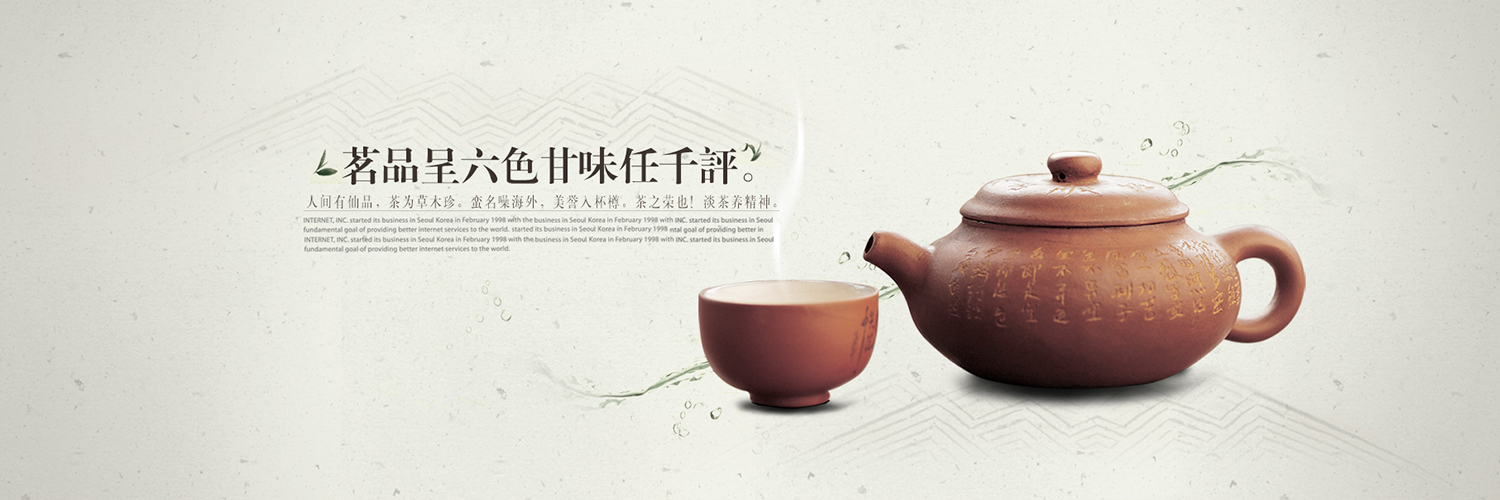 茗品呈六色甘味任千評。
人间有仙品，茶为草木珍。蛮名噪海外，美誉入杯樽。茶之荣也！淡茶养精神。
INTERNET, INC. started its business in Seoul Korea in February 1998 with the business in Seoul Korea in February 1998 with INC. started its business in Seoul
fundamental goal of providing better internet services to the world. started its business in Seoul Korea in February 1998 ntal goal of providing better in
INTERNET, INC. started its business in Seoul Korea in February 1998 with the business in Seoul Korea in February 1998 with INC. started its business in Seoul
fundamental goal of providing better internet services to the world.